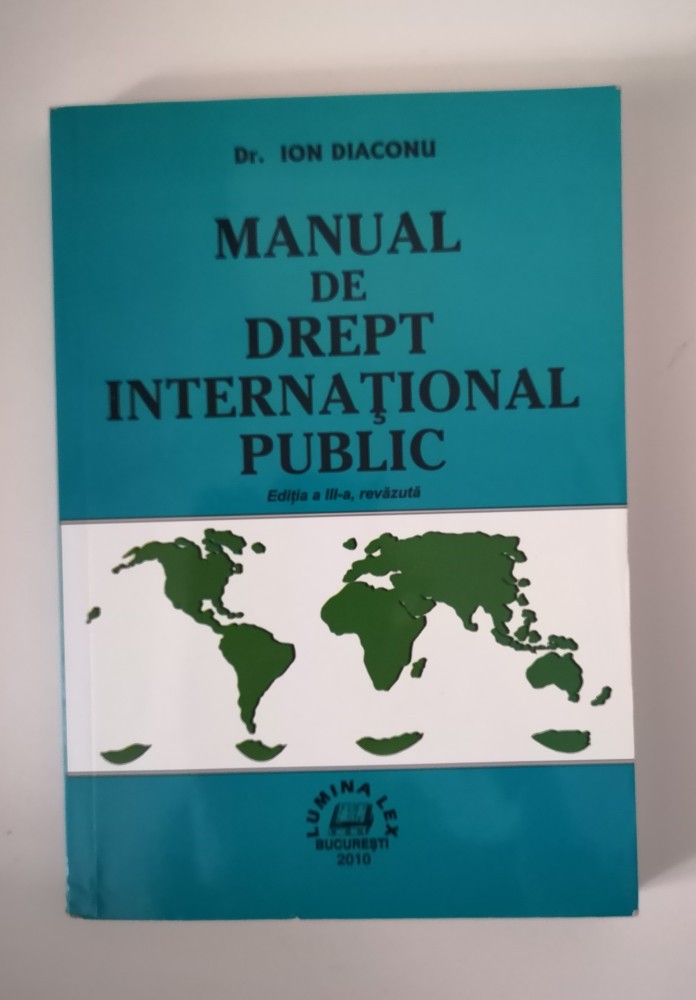 Dr. ION DIACONU
MANUAL
DE
DREPT
INTERNAŢIONAL
PUBLIC
Ediţia a III-a, revăzută
LUMINA LEX
BUCUREŞTI
2010